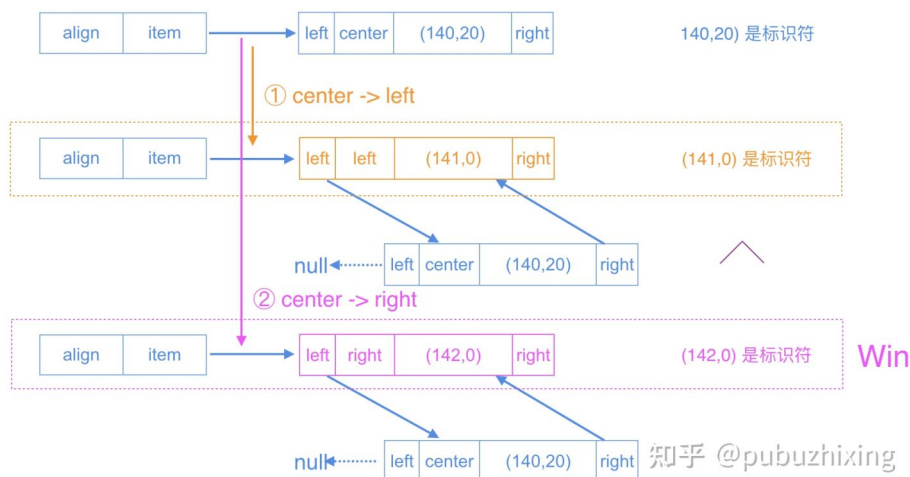 align item left center (140,20) right 140,20) 是标识符
① center -> left
align item left left (141,0) right (141,0) 是标识符
null left center (140,20) right
② center -> right
align item left right (142,0) right (142,0) 是标识符 Win
null left center (140,20) right
知乎 @pubuzhixing